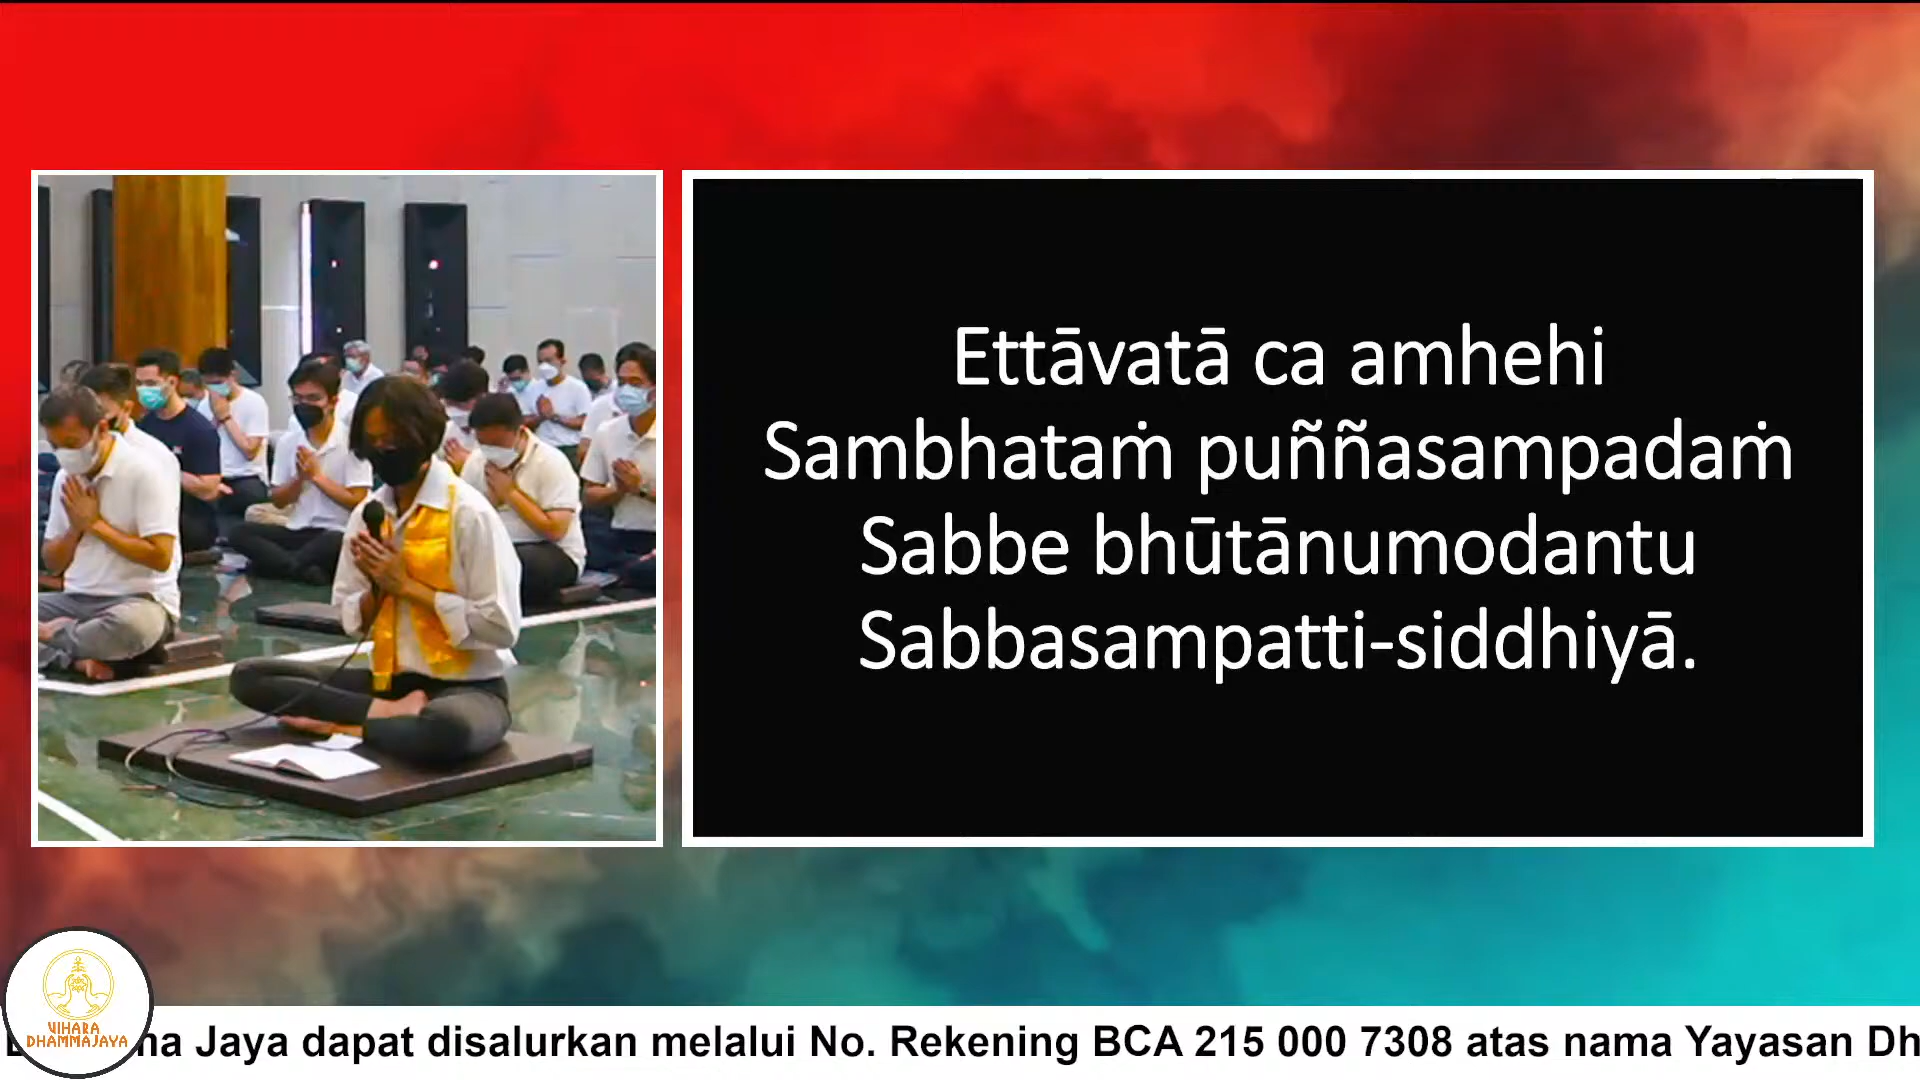 Ettāvatā ca amhehi
Sambhataṁ puññasampadaṁ
Sabbe bhūtānumodantu
Sabbasampatti-siddhiyā.
VIHARA
DHAMMAJAYA
Jaya dapat disalurkan melalui No. Rekening BCA 215 000 7308 atas nama Yayasan Dh